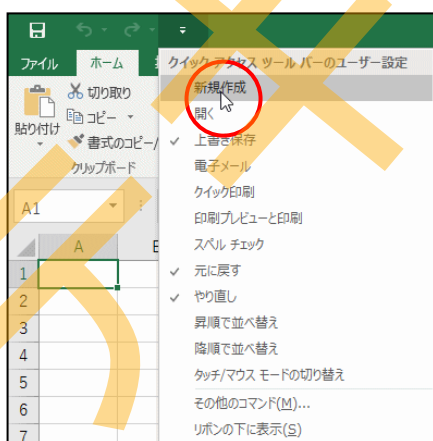 ファイル ホーム クイック アクセス ツール バーのユーザー設定
新規作成
切り取り
開く
コピー
貼り付け
上書き保存
書式のコピー/
電子メール
クリップボード
クイック印刷
A1
印刷プレビューと印刷
スペル チェック
A
1
元に戻す
2
やり直し
3
昇順で並べ替え
4
降順で並べ替え
5
タッチ/マウス モードの切り替え
6
その他のコマンド(M)...
7
リボンの下に表示(S)